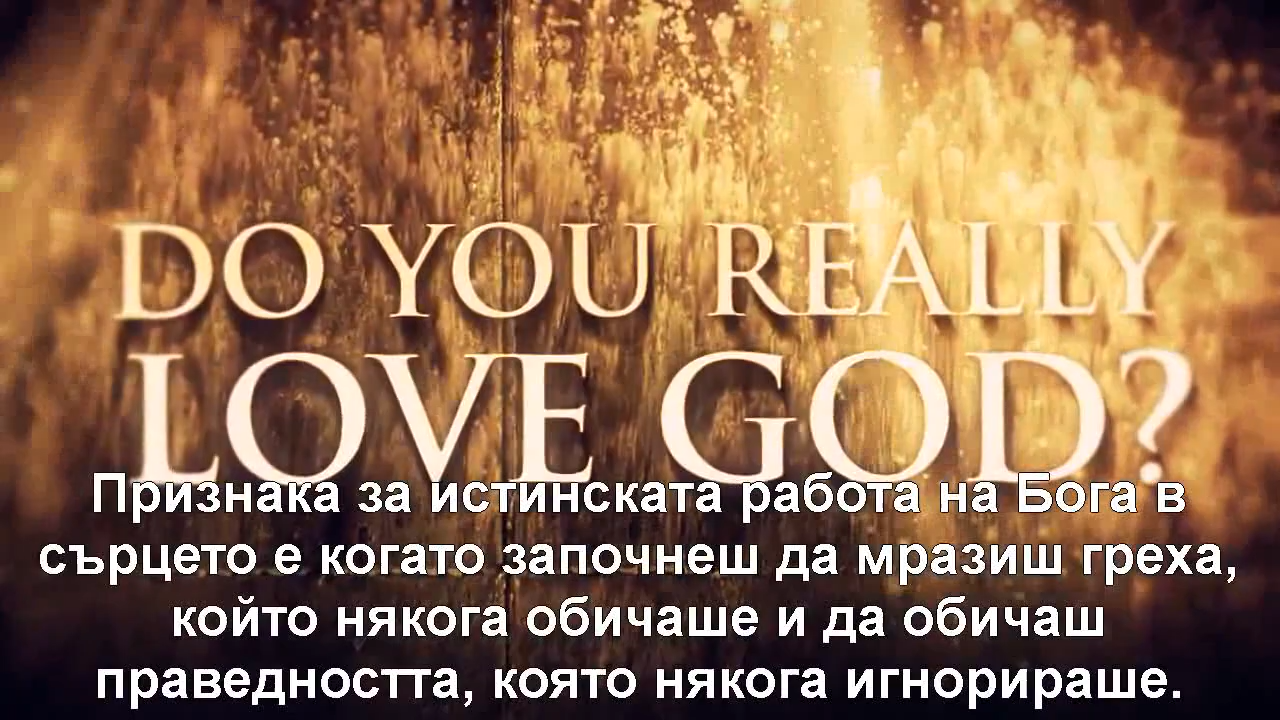 DO YOU REALLY
LOVE GOD?
Признака за истинската работа на Бога в
сърцето е когато започнеш да мразиш греха,
който някога обичаше и да обичаш
праведността, която някога игнорираше.